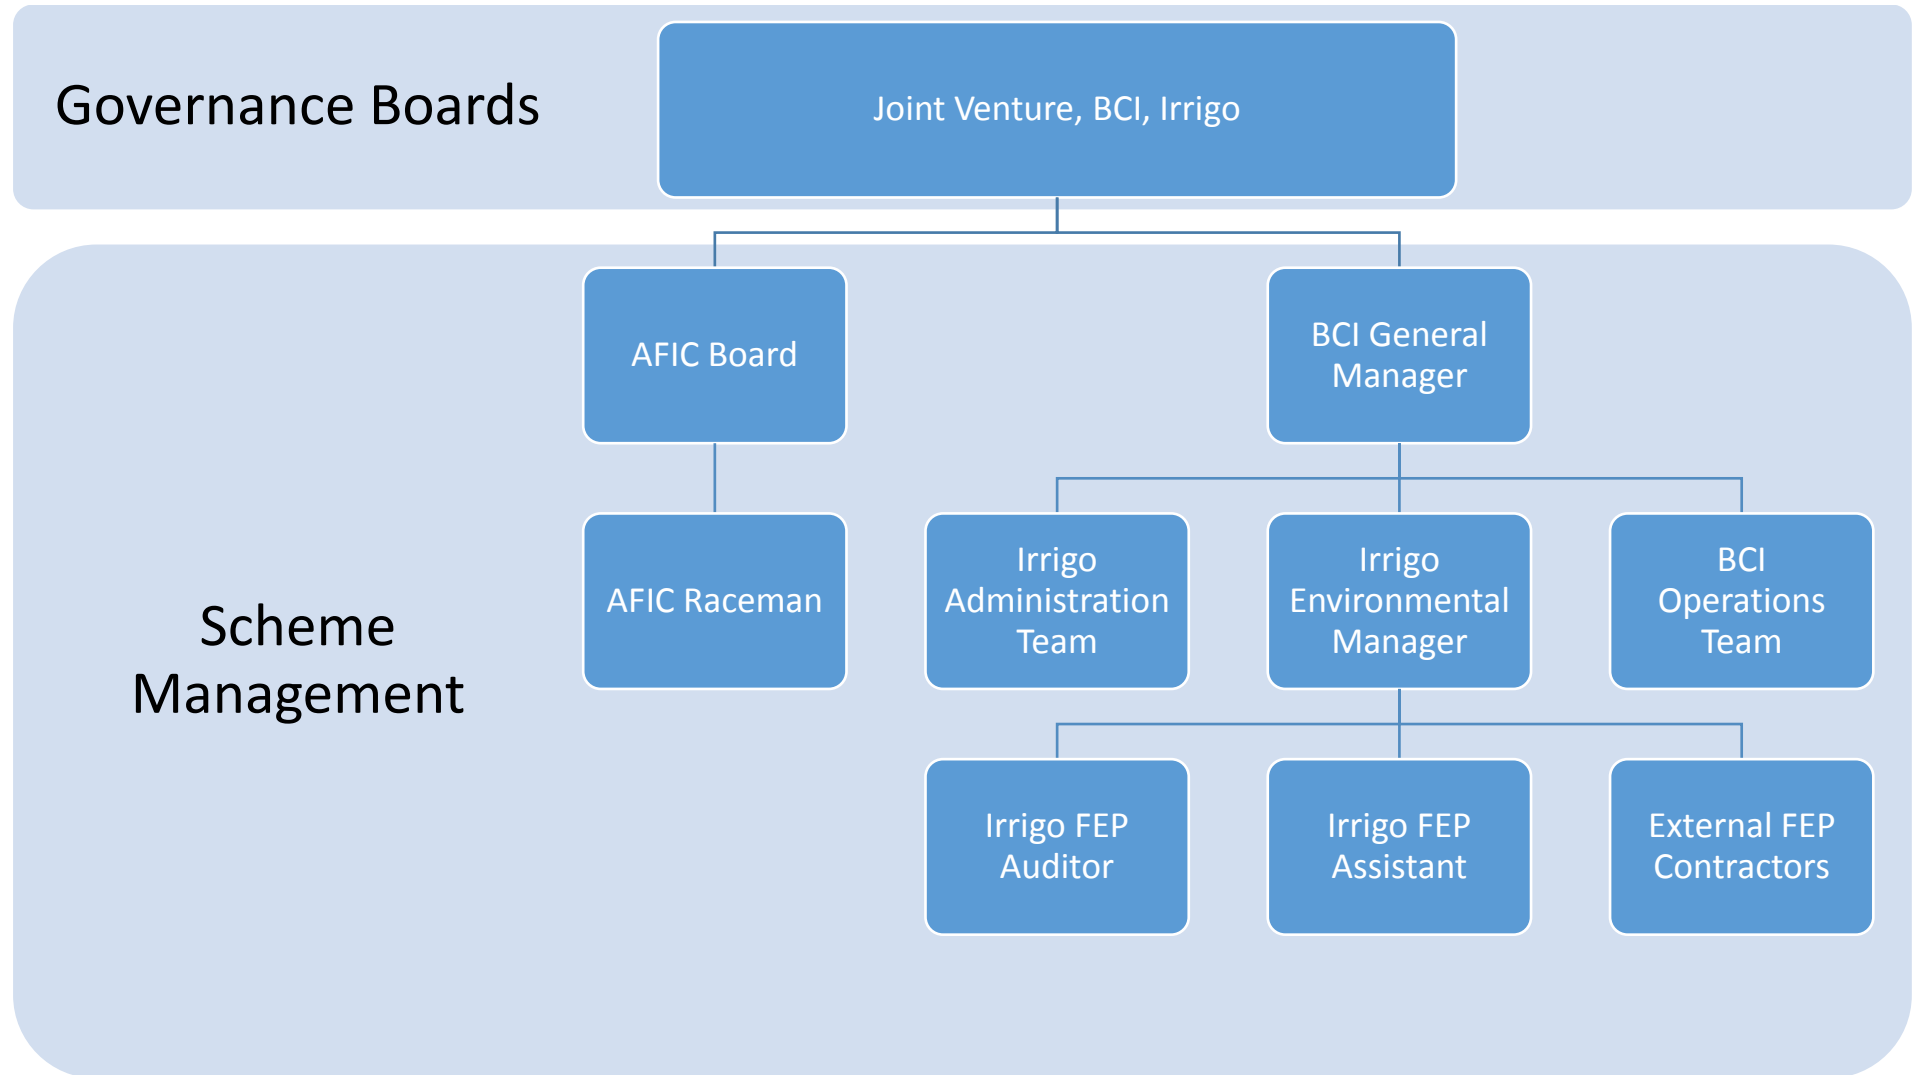 Governance Boards
Joint Venture, BCI, Irrigo
AFIC Board
BCI General
Manager
Scheme
Management
AFIC Raceman
Irrigo
Administration
Team
Irrigo
Environmental
Manager
BCI
Operations
Team
Irrigo FEP
Auditor
Irrigo FEP
Assistant
External FEP
Contractors